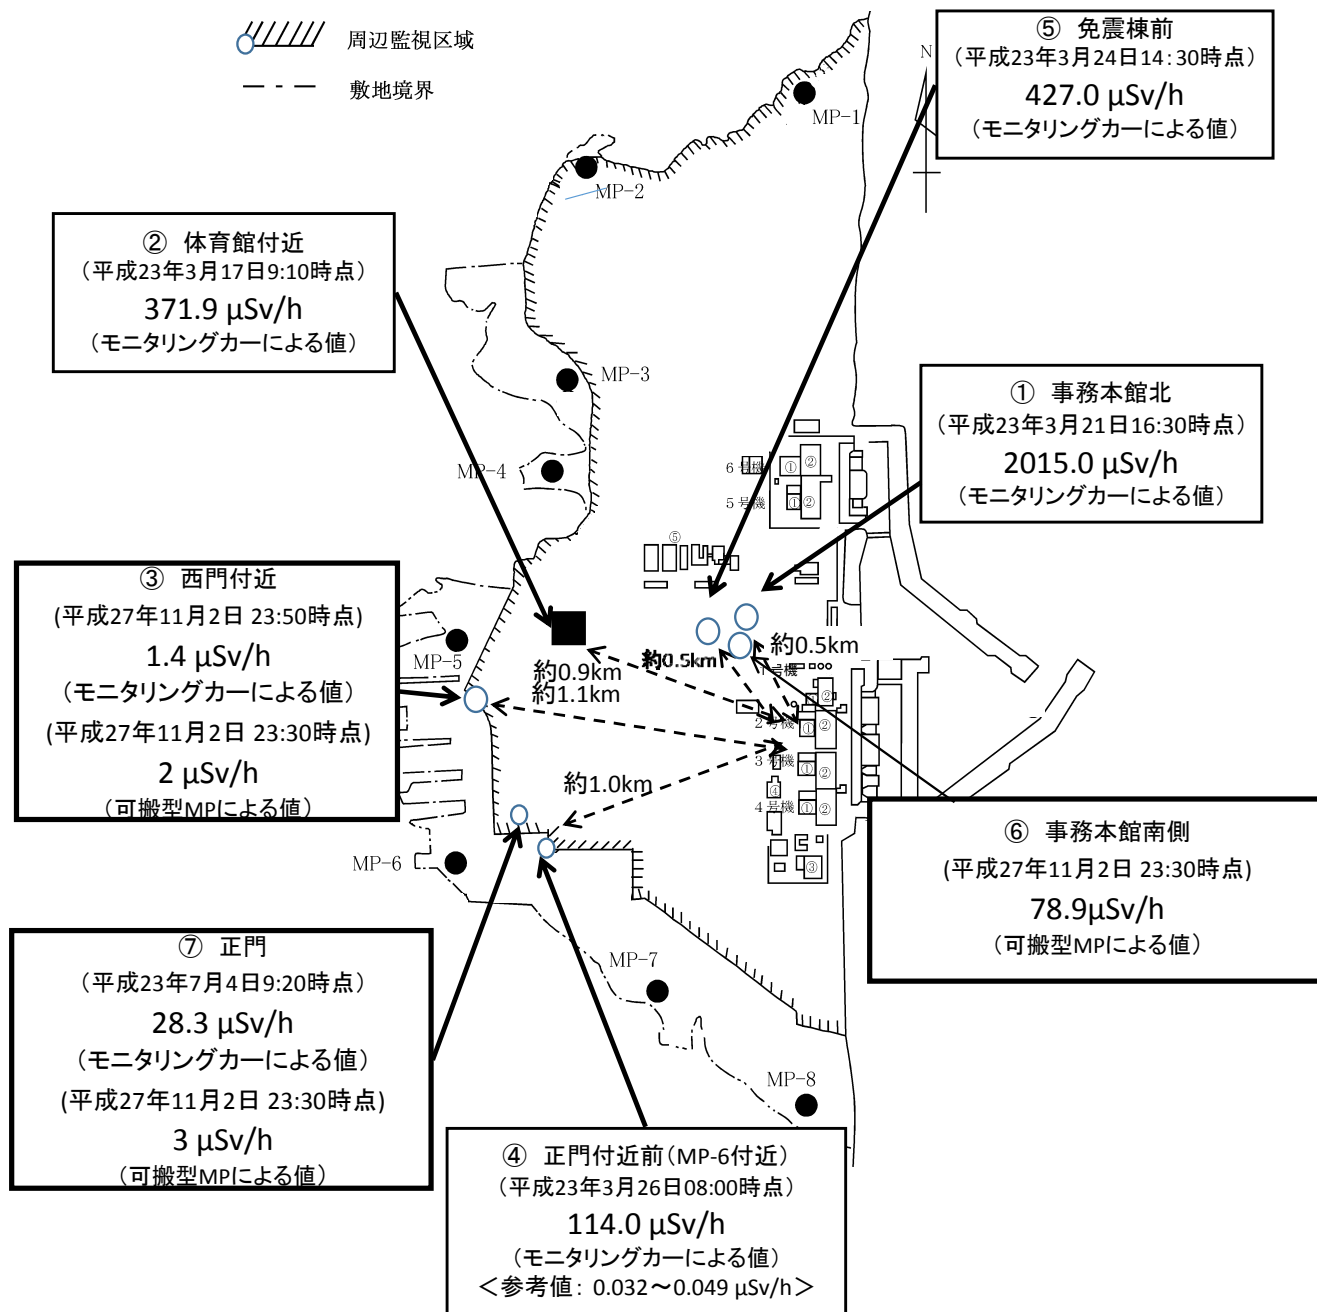 周辺監視区域
敷地境界
⑤ 免震棟前
（平成23年3月24日14：30時点）
427.0 μSv/h
（モニタリングカーによる値）
N
MP-1
MP-2
② 体育館付近
（平成23年3月17日9:10時点）
371.9 μSv/h
（モニタリングカーによる値）
MP-3
MP-4
① 事務本館北
（平成23年3月21日16:30時点）
2015.0 μSv/h
（モニタリングカーによる値）
6号機
① ②
5号機
① ②
⑤
③ 西門付近
(平成27年11月2日 23:50時点)
1.4 μSv/h
（モニタリングカーによる値）
(平成27年11月2日 23:30時点)
2 μSv/h
（可搬型MPによる値）
MP-5
約0.9km
約1.1km
約0.5km
約0.5km
1号機
②
2号機
① ②
3号機
① ②
④
4号機
① ②
③
約1.0km
MP-6
⑥ 事務本館南側
(平成27年11月2日 23:30時点)
78.9μSv/h
（可搬型MPによる値）
⑦ 正門
（平成23年7月4日9:20時点）
28.3 μSv/h
（モニタリングカーによる値）
(平成27年11月2日 23:30時点)
3 μSv/h
（可搬型MPによる値）
MP-7
MP-8
④ 正門付近前（MP-6付近）
（平成23年3月26日08:00時点）
114.0 μSv/h
（モニタリングカーによる値）
＜参考値： 0.032～0.049 μSv/h＞